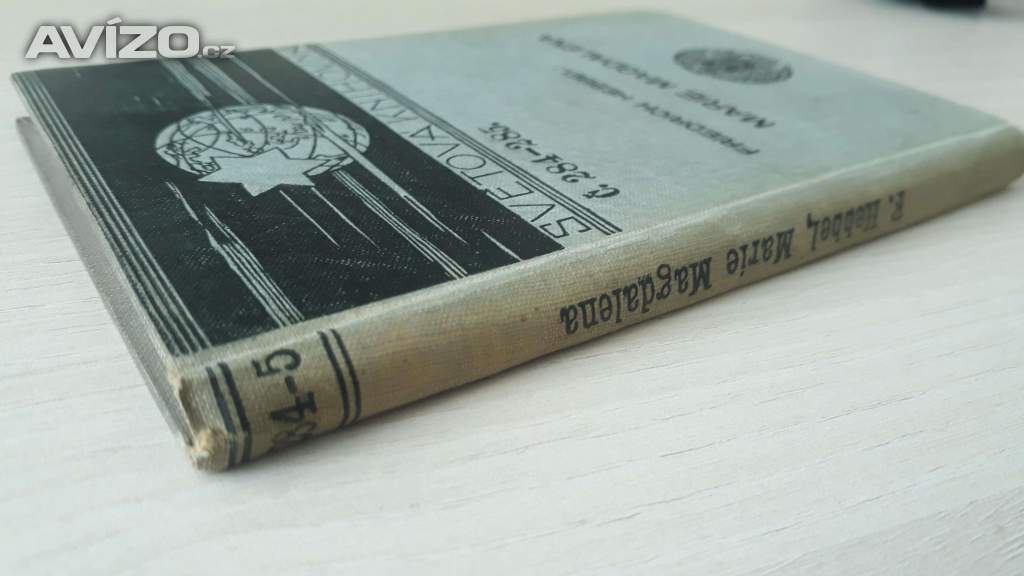 AVÍZO.cz
FRIEDRICH HEBBEL
MARIE MAGDALENA
Č. 284-285.
SVĚTOVÁ KNIHOVNA
F. Hebbel, Marie Magdalena
284-5